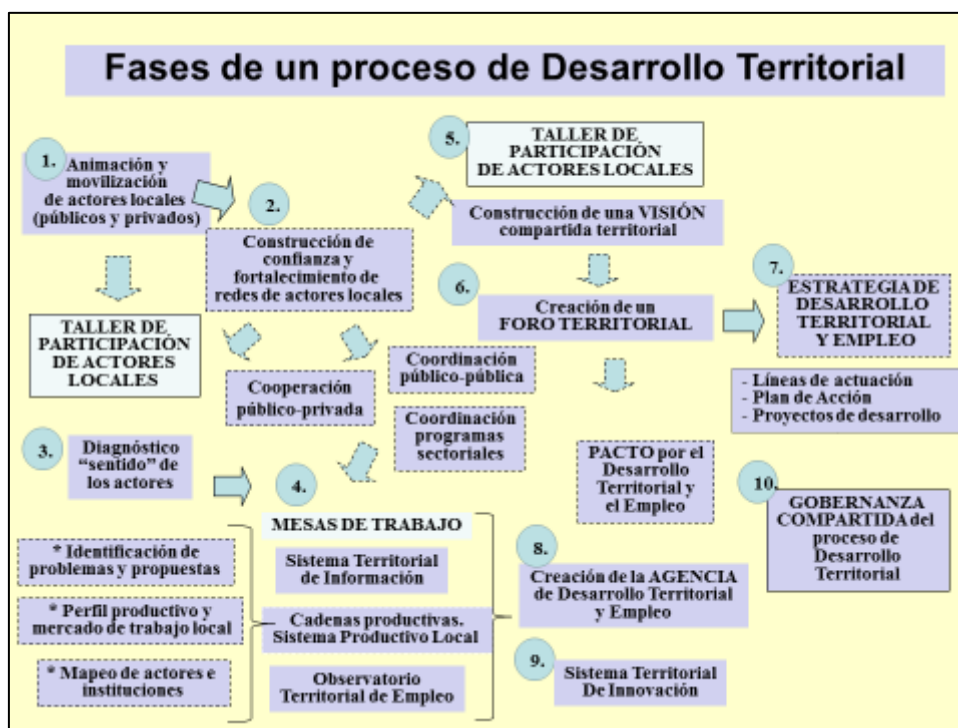 Fases de un proceso de Desarrollo Territorial
1.
Animación y
movilización
de actores locales
(públicos y privados)
2.
Construcción de
confianza y
fortalecimiento de
redes de actores locales
TALLER DE
PARTICIPACIÓN
DE ACTORES
LOCALES
Cooperación
público-privada
Coordinación
público-pública
Coordinación
programas
sectoriales
3.
Diagnóstico
“sentido” de
los actores
* Identificación de
problemas y propuestas
* Perfil productivo y
mercado de trabajo local
* Mapeo de actores e
instituciones
4.
MESAS DE TRABAJO
Sistema Territorial
de Información
Cadenas productivas.
Sistema Productivo Local
Observatorio
Territorial de Empleo
5.
TALLER DE
PARTICIPACIÓN
DE ACTORES LOCALES
Construcción de una VISIÓN
compartida territorial
6.
Creación de un
FORO TERRITORIAL
PACTO por el
Desarrollo
Territorial y
el Empleo
7.
ESTRATEGIA DE
DESARROLLO
TERRITORIAL
Y EMPLEO
- Líneas de actuación
- Plan de Acción
- Proyectos de desarrollo
8.
Creación de la AGENCIA
de Desarrollo Territorial
y Empleo
9.
Sistema Territorial
De Innovación
10.
GOBERNANZA
COMPARTIDA del
proceso de
Desarrollo
Territorial